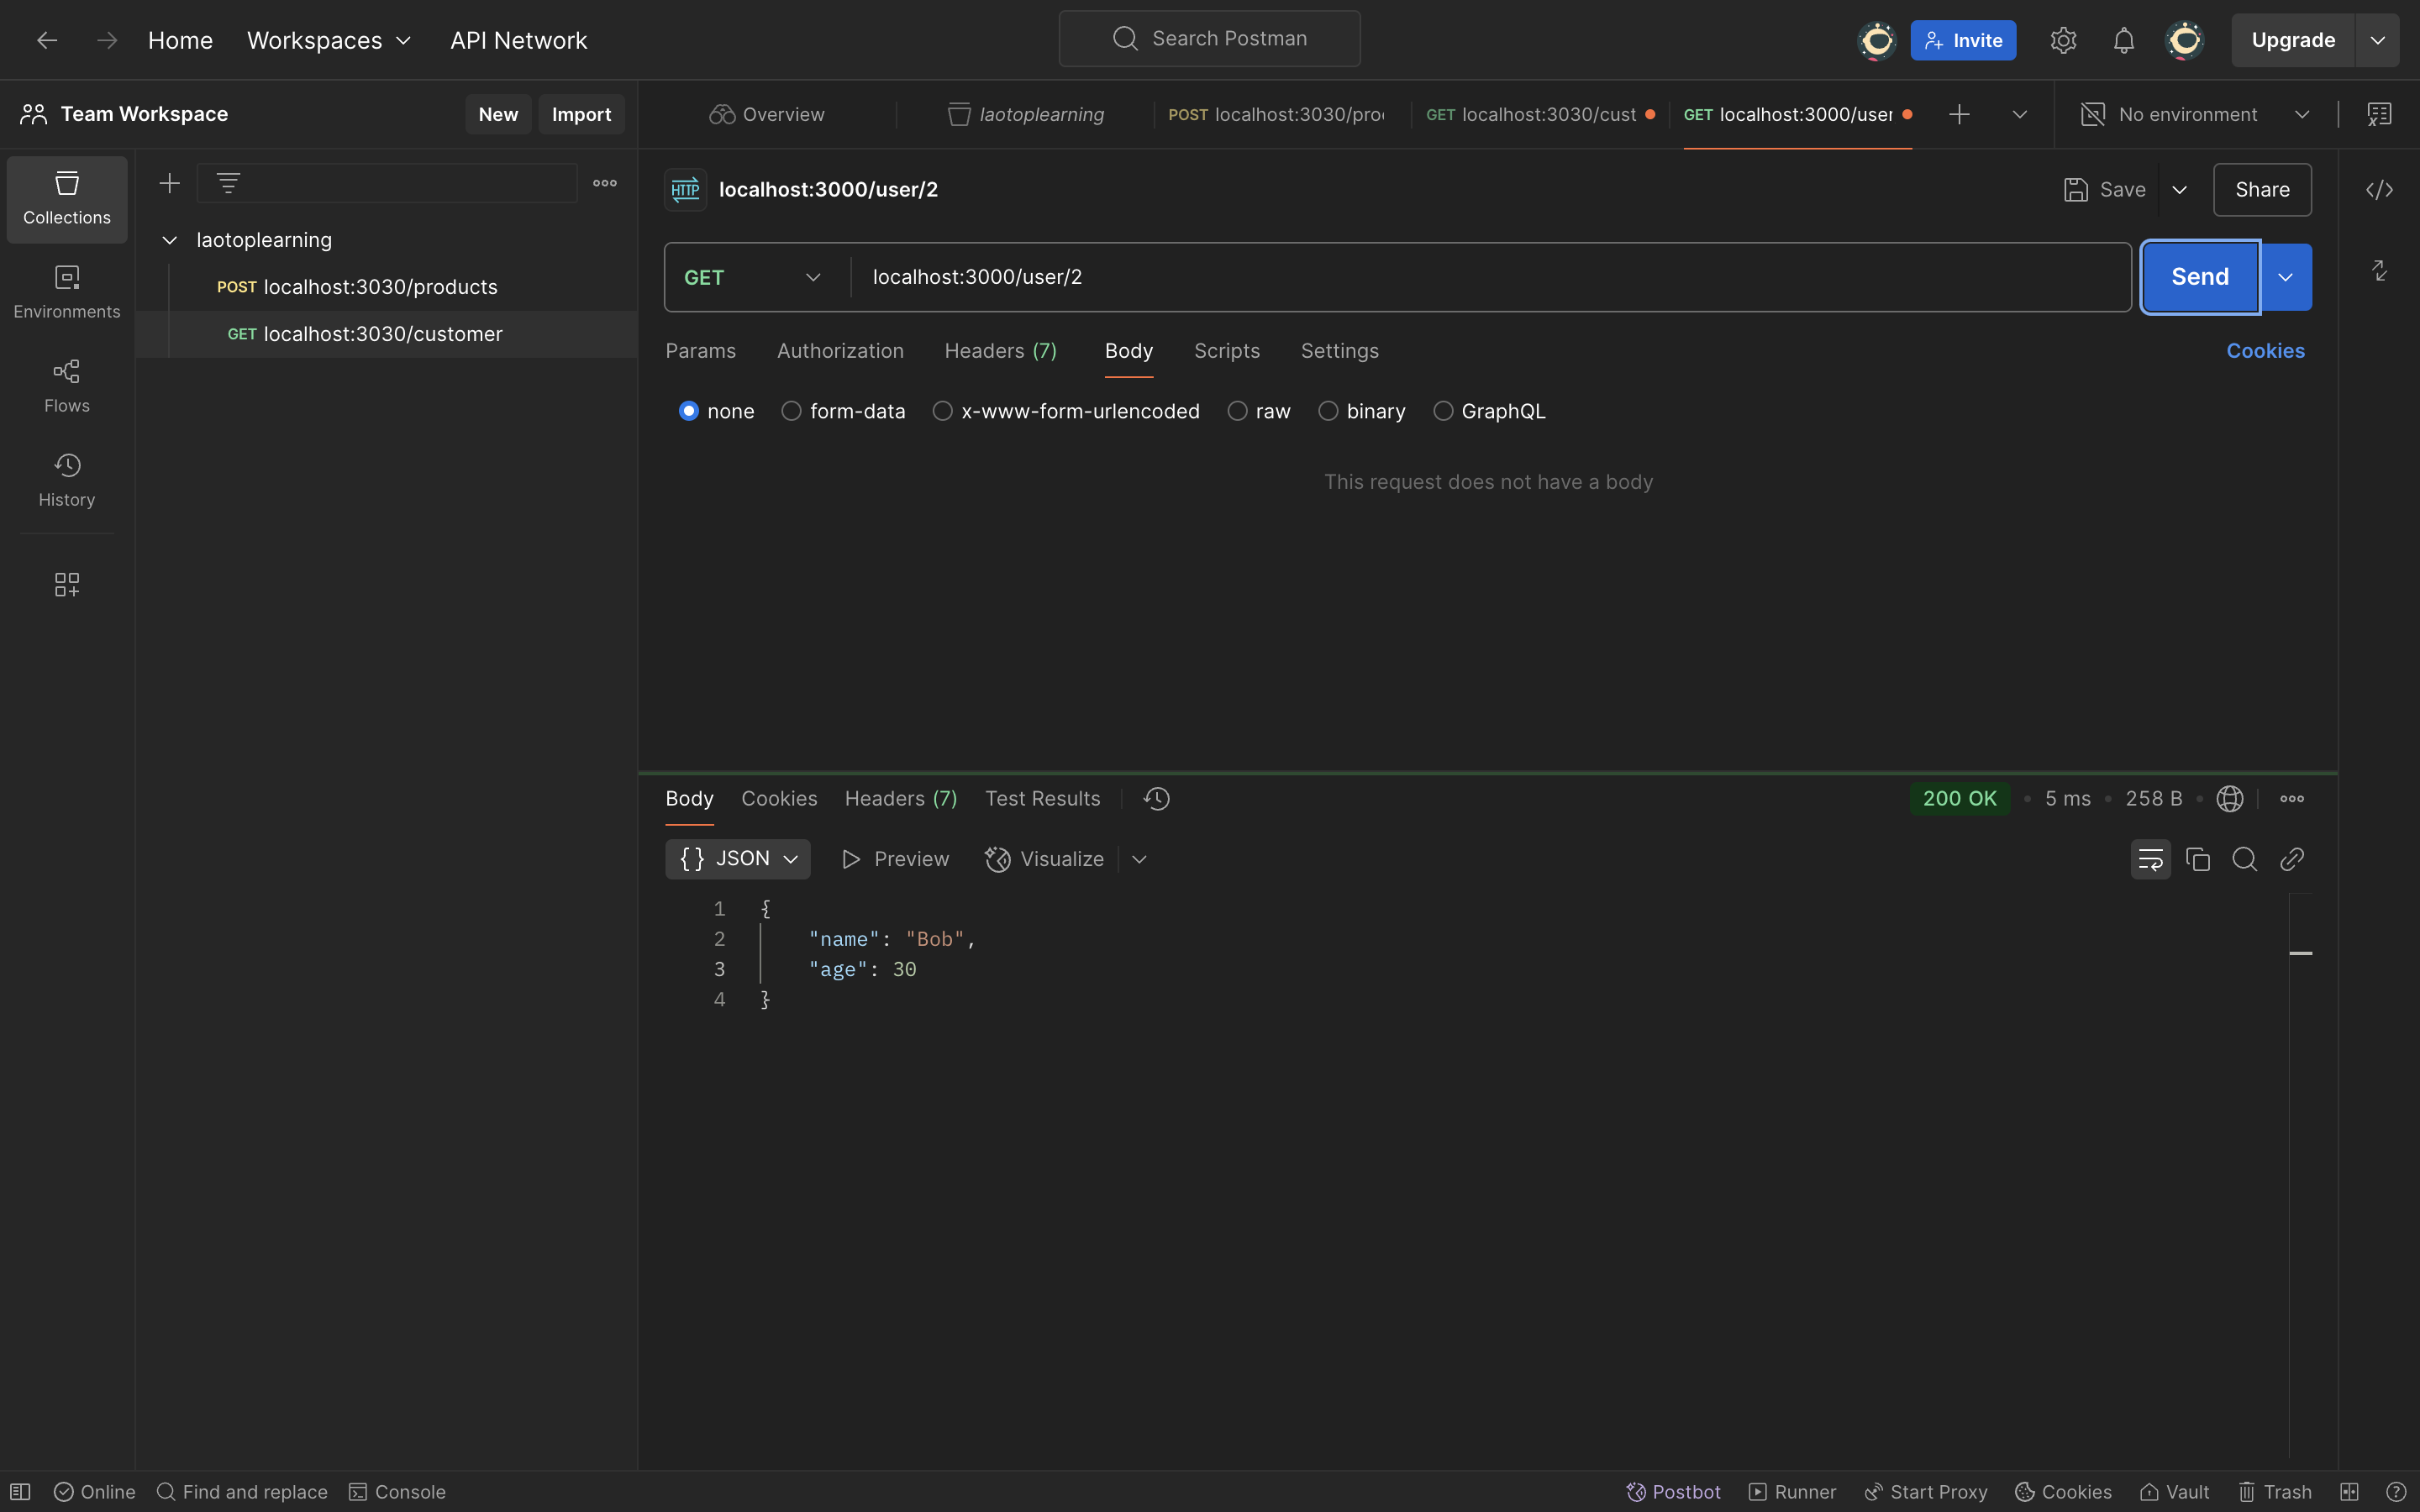 Home Workspaces API Network Search Postman Invite Upgrade
Team Workspace New Import
Overview laotoplearning POST localhost:3030/pro GET localhost:3030/cust GET localhost:3000/user No environment
Collections
Environments
Flows
History
laotoplearning
POST localhost:3030/products
GET localhost:3030/customer
HTTP localhost:3000/user/2 Save Share
GET localhost:3000/user/2 Send
Params Authorization Headers (7) Body Scripts Settings Cookies
none form-data x-www-form-urlencoded raw binary GraphQL
This request does not have a body
Body Cookies Headers (7) Test Results 200 OK • 5 ms • 258 B •
{ } JSON Preview Visualize
1 {
2 "name": "Bob",
3 "age": 30
4 }
Online Find and replace Console Postbot Runner Start Proxy Cookies Vault Trash